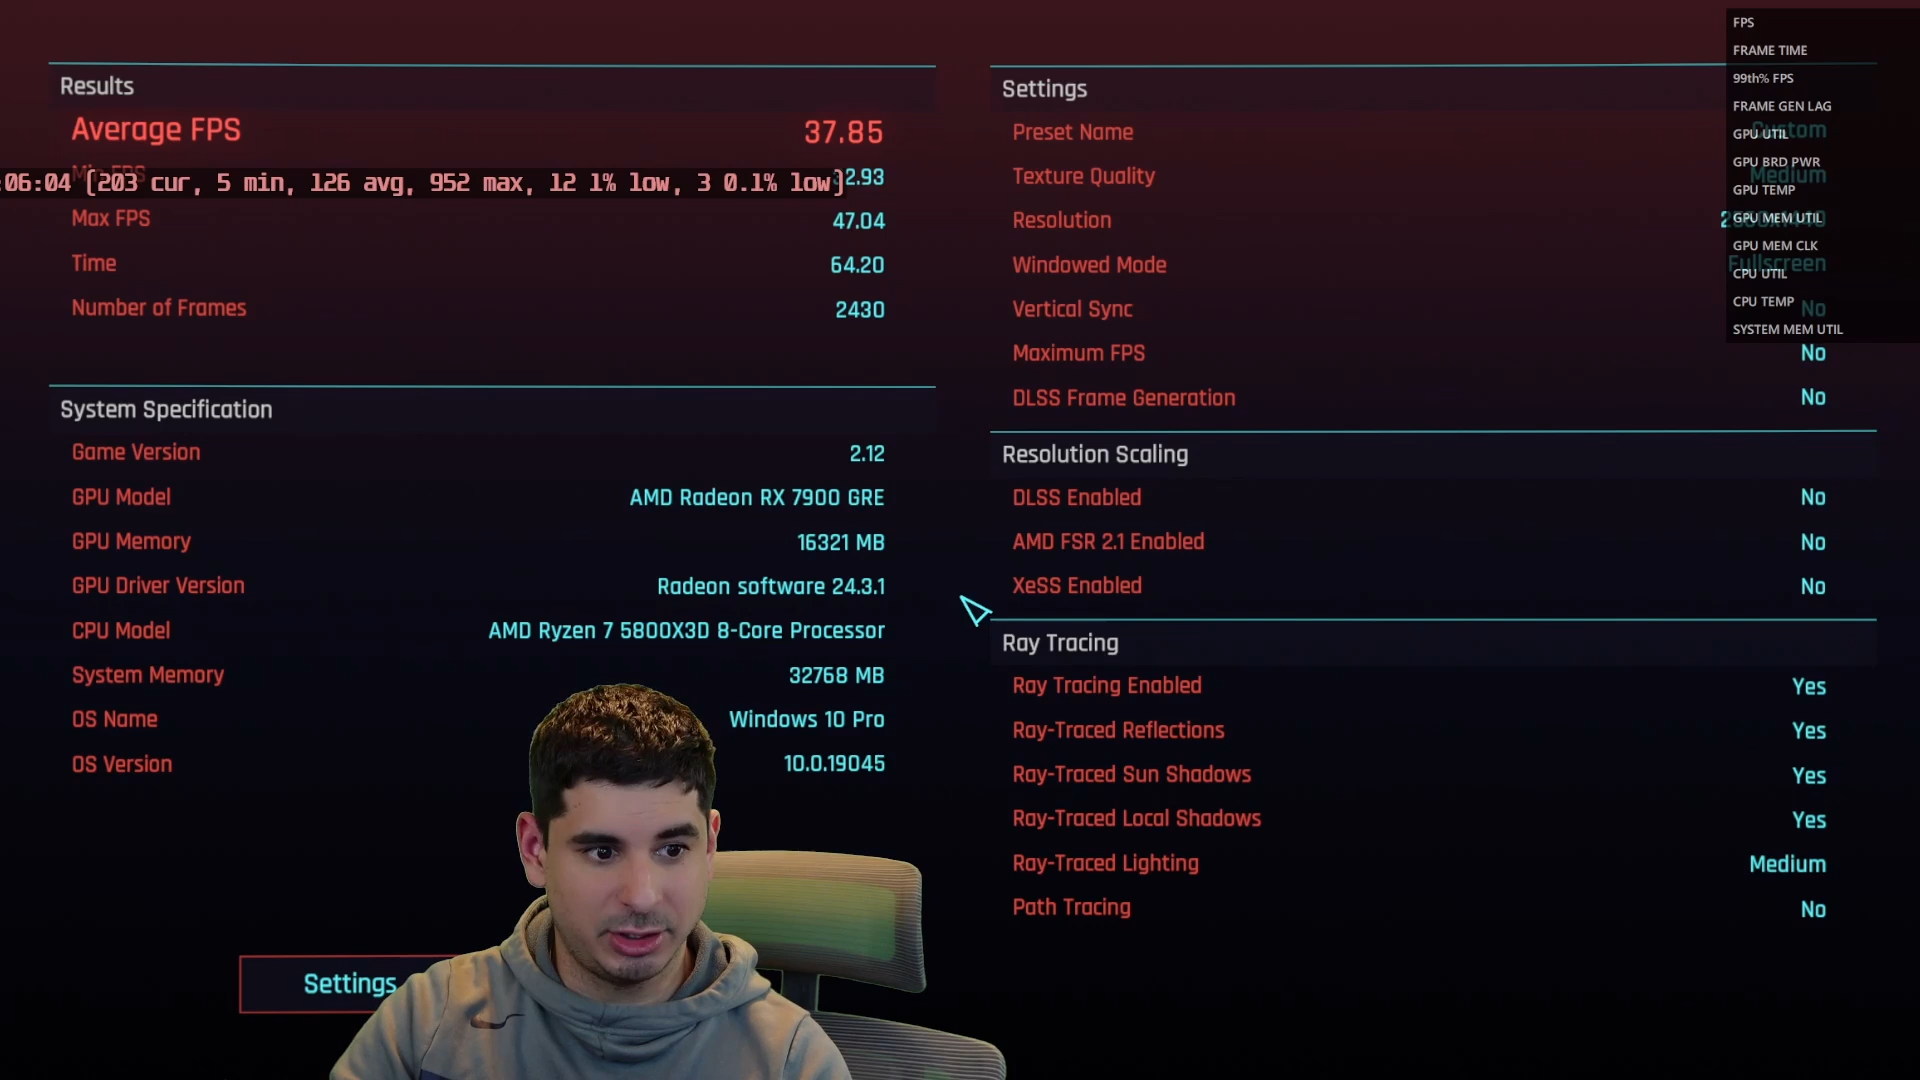 Results
Average FPS 37.85
Min FPS 2.93
:06:04 [203 cur, 5 min, 126 avg, 952 max, 12 1% low, 3 0.1% low]
Max FPS 47.04
Time 64.20
Number of Frames 2430
System Specification
Game Version 2.12
GPU Model AMD Radeon RX 7900 GRE
GPU Memory 16321 MB
GPU Driver Version Radeon software 24.3.1
CPU Model AMD Ryzen 7 5800X3D 8-Core Processor
System Memory 32768 MB
OS Name Windows 10 Pro
OS Version 10.0.19045
Settings
Settings
Preset Name Custom
Texture Quality Medium
Resolution
Windowed Mode Fullscreen
Vertical Sync No
Maximum FPS No
DLSS Frame Generation No
Resolution Scaling
DLSS Enabled No
AMD FSR 2.1 Enabled No
XeSS Enabled No
Ray Tracing
Ray Tracing Enabled Yes
Ray-Traced Reflections Yes
Ray-Traced Sun Shadows Yes
Ray-Traced Local Shadows Yes
Ray-Traced Lighting Medium
Path Tracing No
FPS
FRAME TIME
99th% FPS
FRAME GEN LAG
GPU UTIL
GPU BRD PWR
GPU TEMP
GPU MEM UTIL
GPU MEM CLK
CPU UTIL
CPU TEMP
SYSTEM MEM UTIL